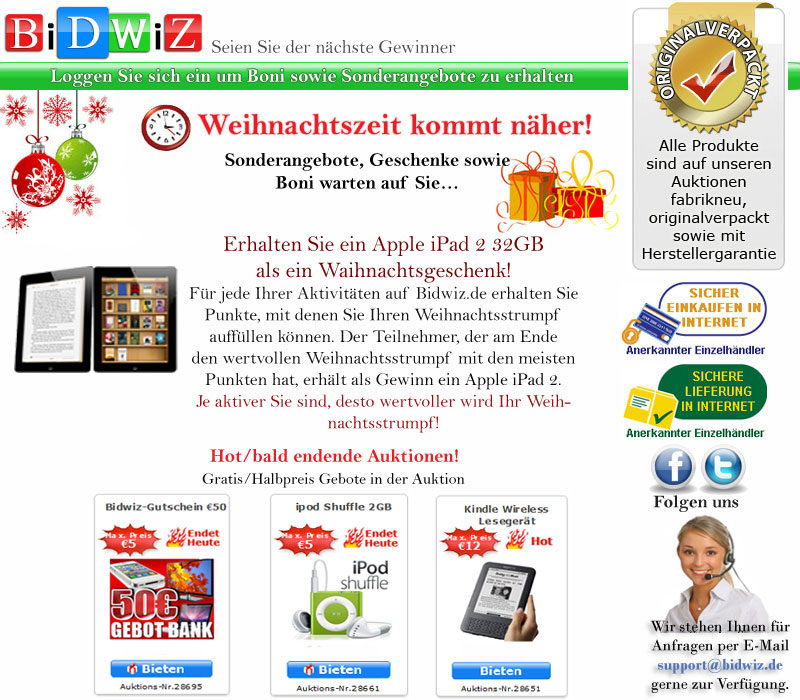 BiDWiZ Seien Sie der nächste Gewinner
Loggen Sie sich ein um Boni sowie Sonderangebote zu erhalten
Weihnachtszeit kommt näher!
Sonderangebote, Geschenke sowie
Boni warten auf Sie...
Erhalten Sie ein Apple iPad 2 32GB
als ein Waihnachtsgeschenk!
Für jede Ihrer Aktivitäten auf Bidwiz.de erhalten Sie
Punkte, mit denen Sie Ihren Weihnachtsstrumpf
auffüllen können. Der Teilnehmer, der am Ende
den wertvollen Weihnachtsstrumpf mit den meisten
Punkten hat, erhält als Gewinn ein Apple iPad 2.
Je aktiver Sie sind, desto wertvoller wird Ihr Weih-
nachtsstrumpf!
Hot/bald endende Auktionen!
Gratis/Halbpreis Gebote in der Auktion
Bidwiz-Gutschein €50
Max. Preis
€5
Endet
Heute
50€
GEBOT BANK
Bieten
Auktions-Nr.28695
ipod Shuffle 2GB
Max. Preis
€5
Endet
Heute
iPod
shuffle
Bieten
Auktions-Nr.28661
Kindle Wireless
Lesegerät
Max. Preis
€12
Hot
Bieten
Auktions-Nr.28651
ORIGINALVERPACKT
Alle Produkte
sind auf unseren
Auktionen
fabrikneu,
originalverpackt
sowie mit
Herstellergarantie
SICHER
EINKAUFEN IN
INTERNET
Anerkannter Einzelhändler
SICHERE
LIEFERUNG
IN INTERNET
Anerkannter Einzelhändler
Folgen uns
Wir stehen Ihnen für
Anfragen per E-Mail
support@bidwiz.de
gerne zur Verfügung.